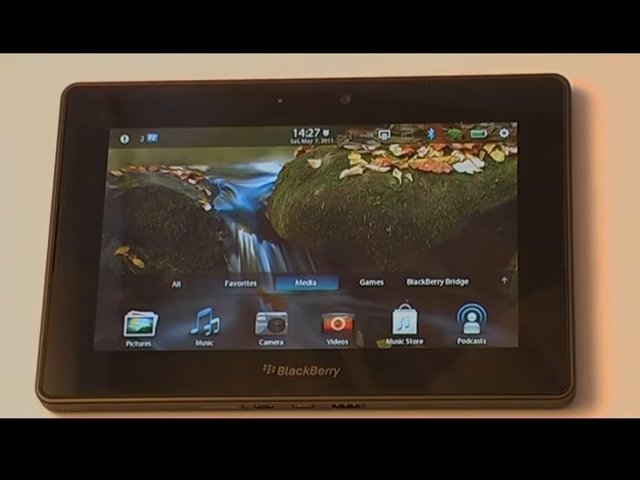 2
14:27
Sat, May 7, 2011
All Favorites Media Games BlackBerry Bridge
Pictures Music Camera Videos Music Store Podcasts
BlackBerry